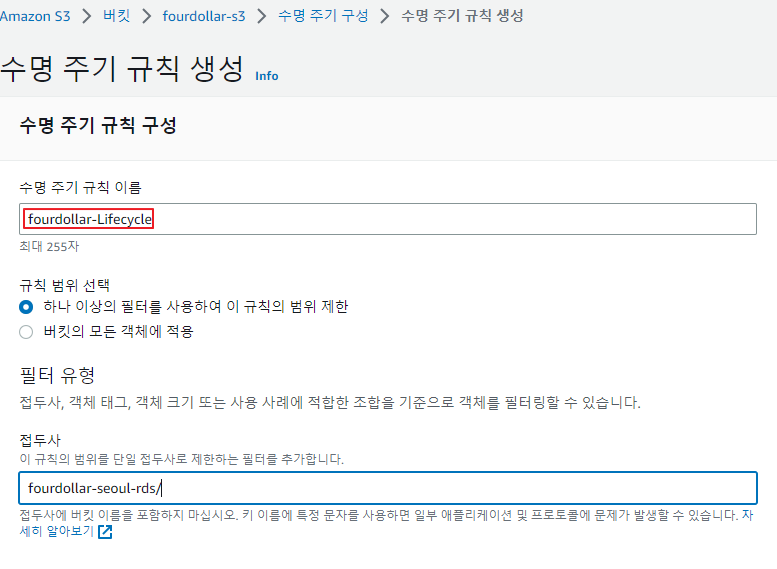 Amazon S3 > 버킷 > fourdollar-s3 > 수명 주기 구성 > 수명 주기 규칙 생성
수명 주기 규칙 생성 Info
수명 주기 규칙 구성
수명 주기 규칙 이름
fourdollar-Lifecycle
최대 255자
규칙 범위 선택
하나 이상의 필터를 사용하여 이 규칙의 범위 제한
버킷의 모든 객체에 적용
필터 유형
접두사, 객체 태그, 객체 크기 또는 사용 사례에 적합한 조합을 기준으로 객체를 필터링할 수 있습니다.
접두사
이 규칙의 범위를 단일 접두사로 제한하는 필터를 추가합니다.
fourdollar-seoul-rds/
접두사에 버킷 이름을 포함하지 마십시오. 키 이름에 특정 문자를 사용하면 일부 애플리케이션 및 프로토콜에 문제가 발생할 수 있습니다. 자
세히 알아보기